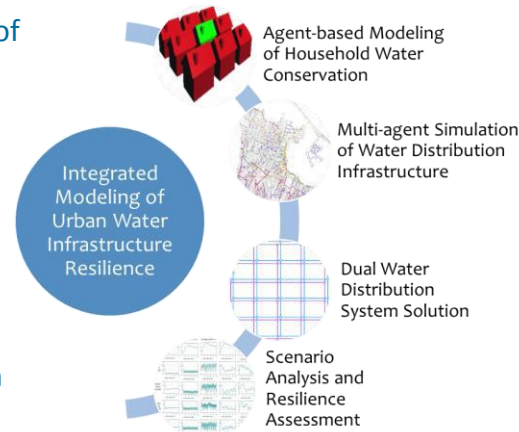 of
Agent-based Modeling
of Household Water
Conservation
Multi-agent Simulation
of Water Distribution
Infrastructure
Integrated
Modeling of
Urban Water
Infrastructure
Resilience
Dual Water
Distribution
System Solution
Scenario
Analysis and
Resilience
Assessment